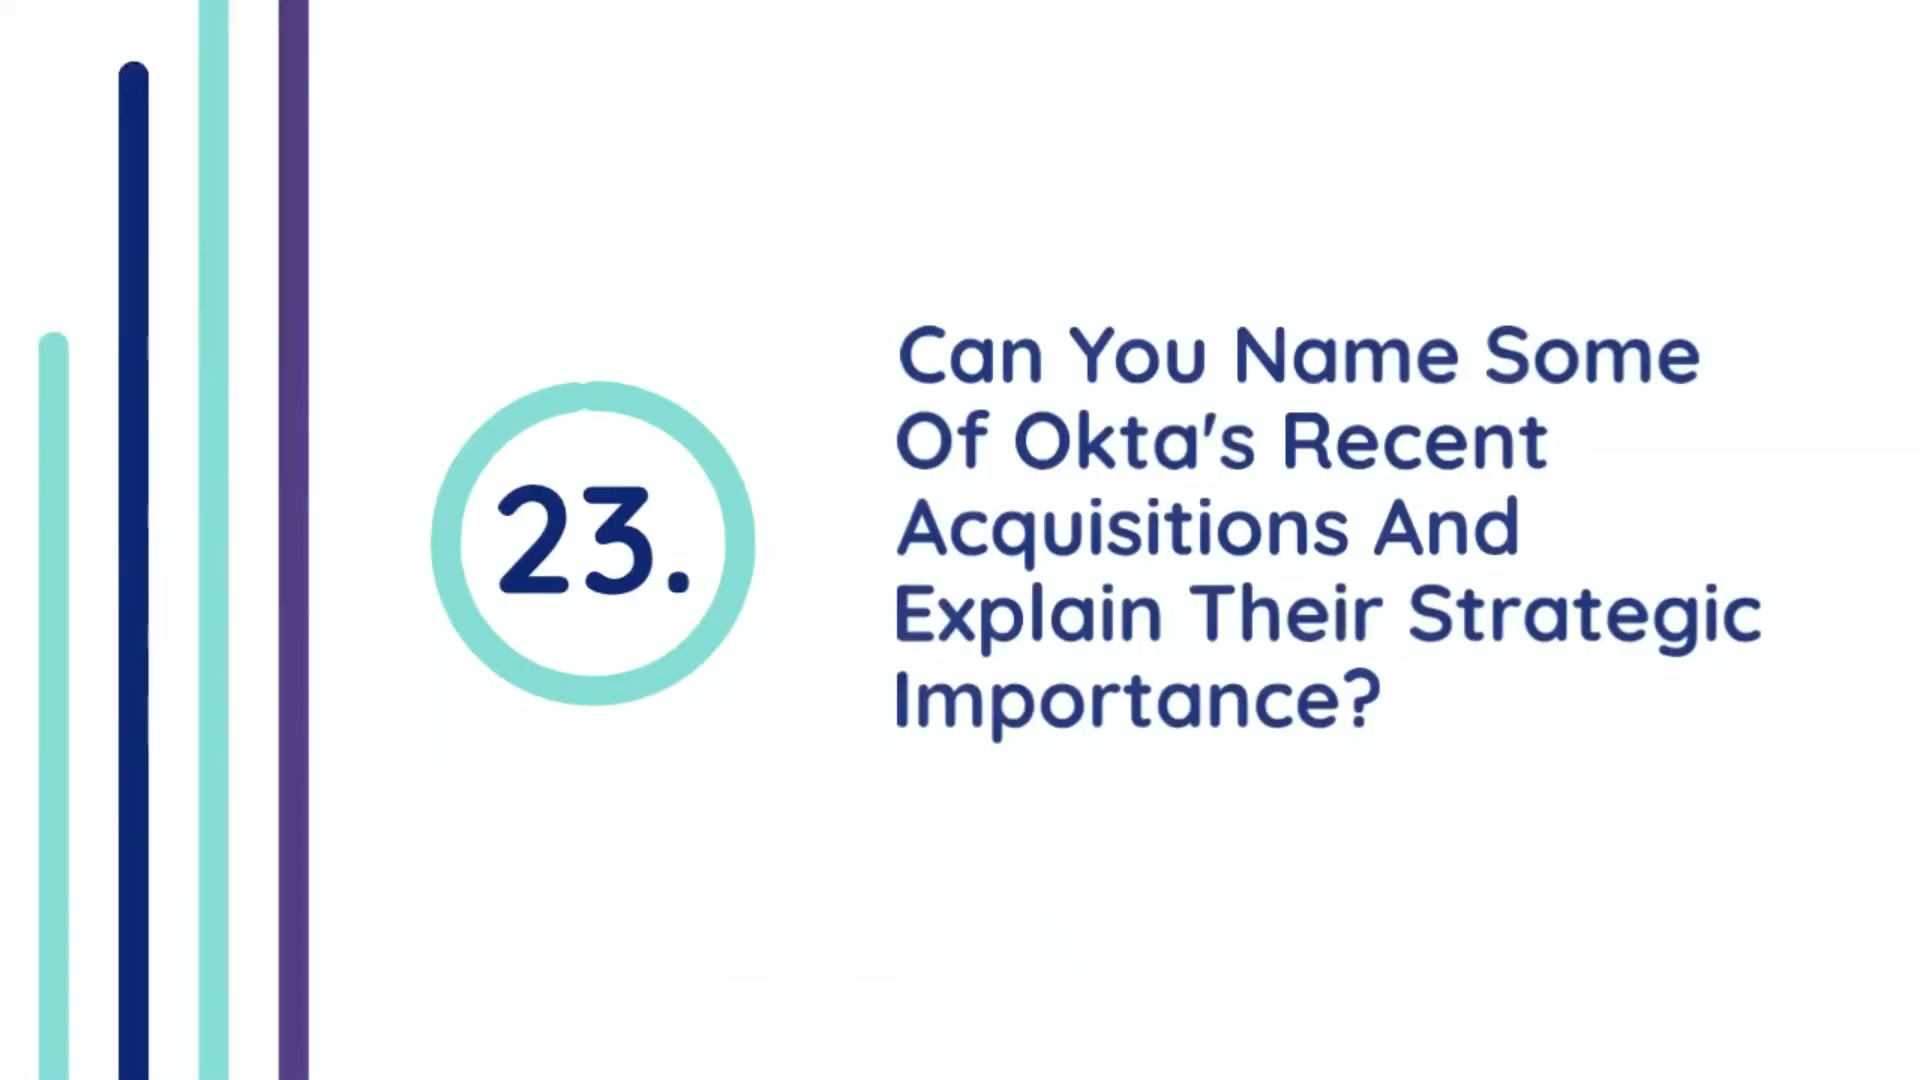 23.
Can You Name Some
Of Okta's Recent
Acquisitions And
Explain Their Strategic
Importance?